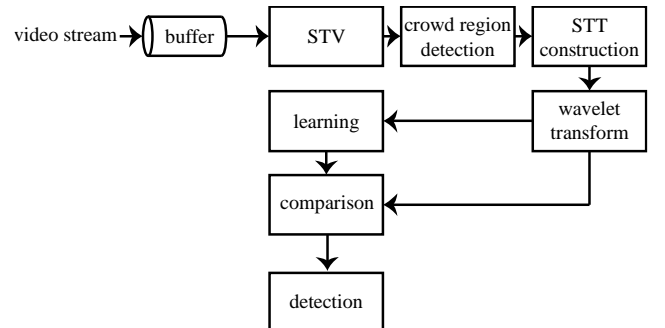 video stream
buffer
STV
crowd region
detection
STT
construction
learning
wavelet
transform
comparison
detection